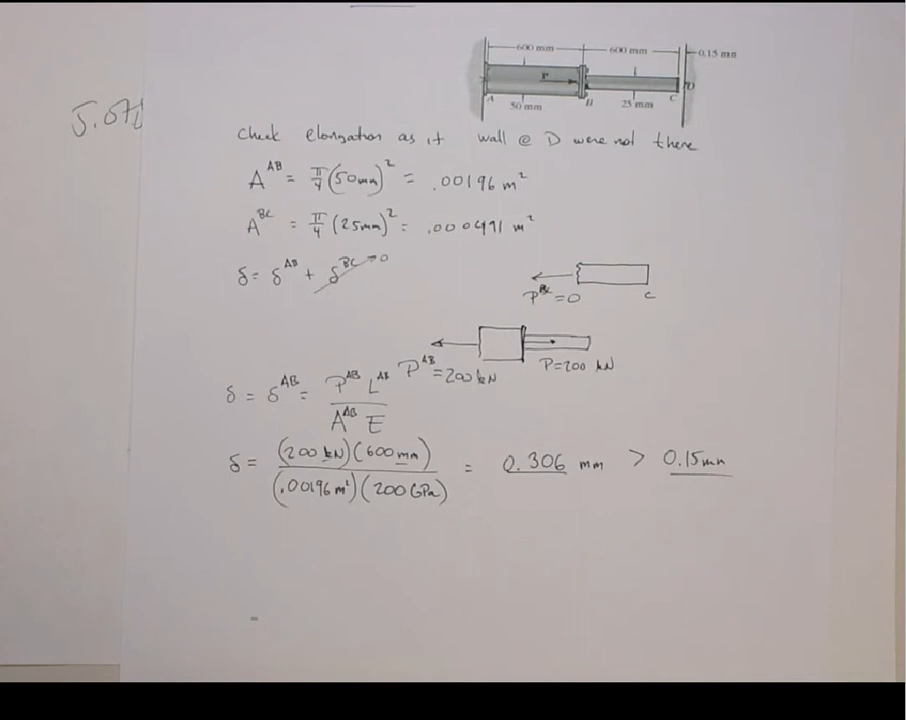 600 mm 600 mm 0.15 mm
P
A B C D
50 mm 25 mm
Check elongation as if wall @ D were not there
A^AB = π/4 (50mm)² = .00196 m²
A^BC = π/4 (25mm)² = .000491 m²
δ = δ^AB + δ^BC → 0
P^BC = 0 C
P^AB = 200 kN P = 200 kN
δ = δ^AB = P^AB L^AB / A^AB E
δ = (200 kN)(600 mm) / (.00196 m²)(200 GPa) = 0.306 mm > 0.15 mm
=